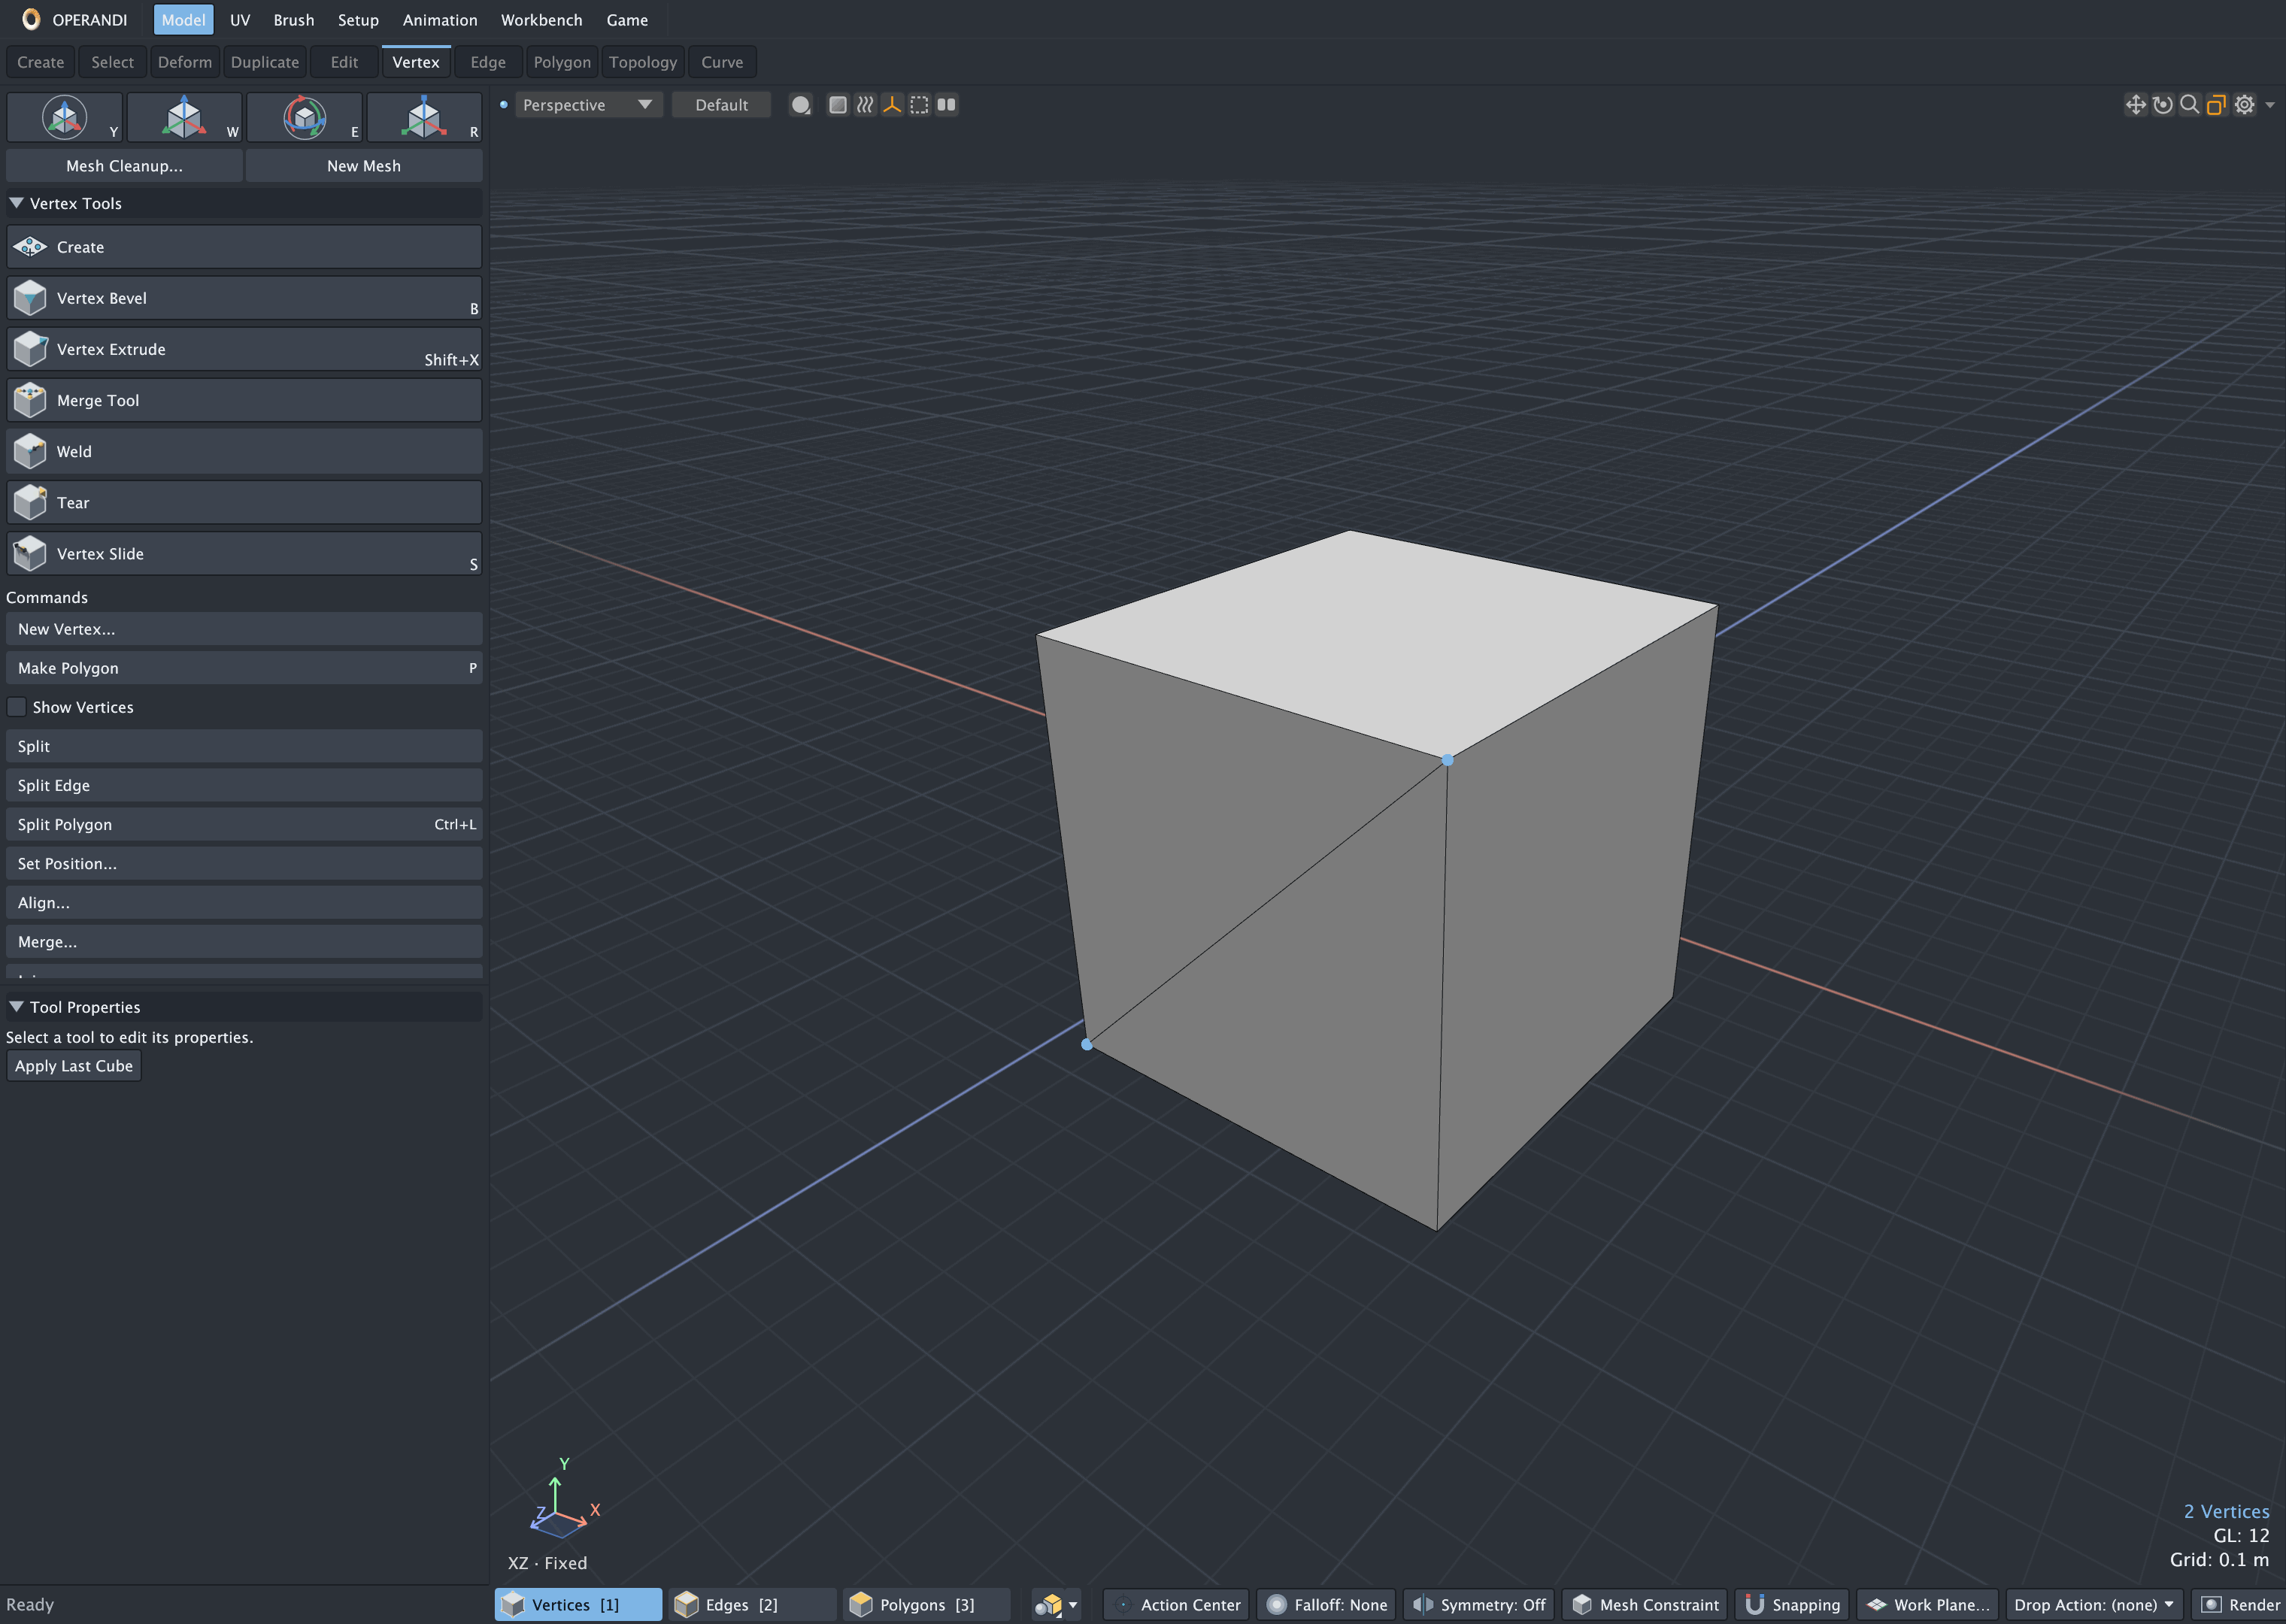 OPERANDI Model UV Brush Setup Animation Workbench Game
Create Select Deform Duplicate Edit Vertex Edge Polygon Topology Curve
Y W E R
Mesh Cleanup... New Mesh
Vertex Tools
Create
Vertex Bevel B
Vertex Extrude Shift+X
Merge Tool
Weld
Tear
Vertex Slide S
Commands
New Vertex...
Make Polygon P
Show Vertices
Split
Split Edge
Split Polygon Ctrl+L
Set Position...
Align...
Merge...
Tool Properties
Select a tool to edit its properties.
Apply Last Cube
Perspective Default
Y
Z X
XZ · Fixed
2 Vertices
GL: 12
Grid: 0.1 m
Ready Vertices [1] Edges [2] Polygons [3] Action Center Falloff: None Symmetry: Off Mesh Constraint Snapping Work Plane... Drop Action: (none) Render